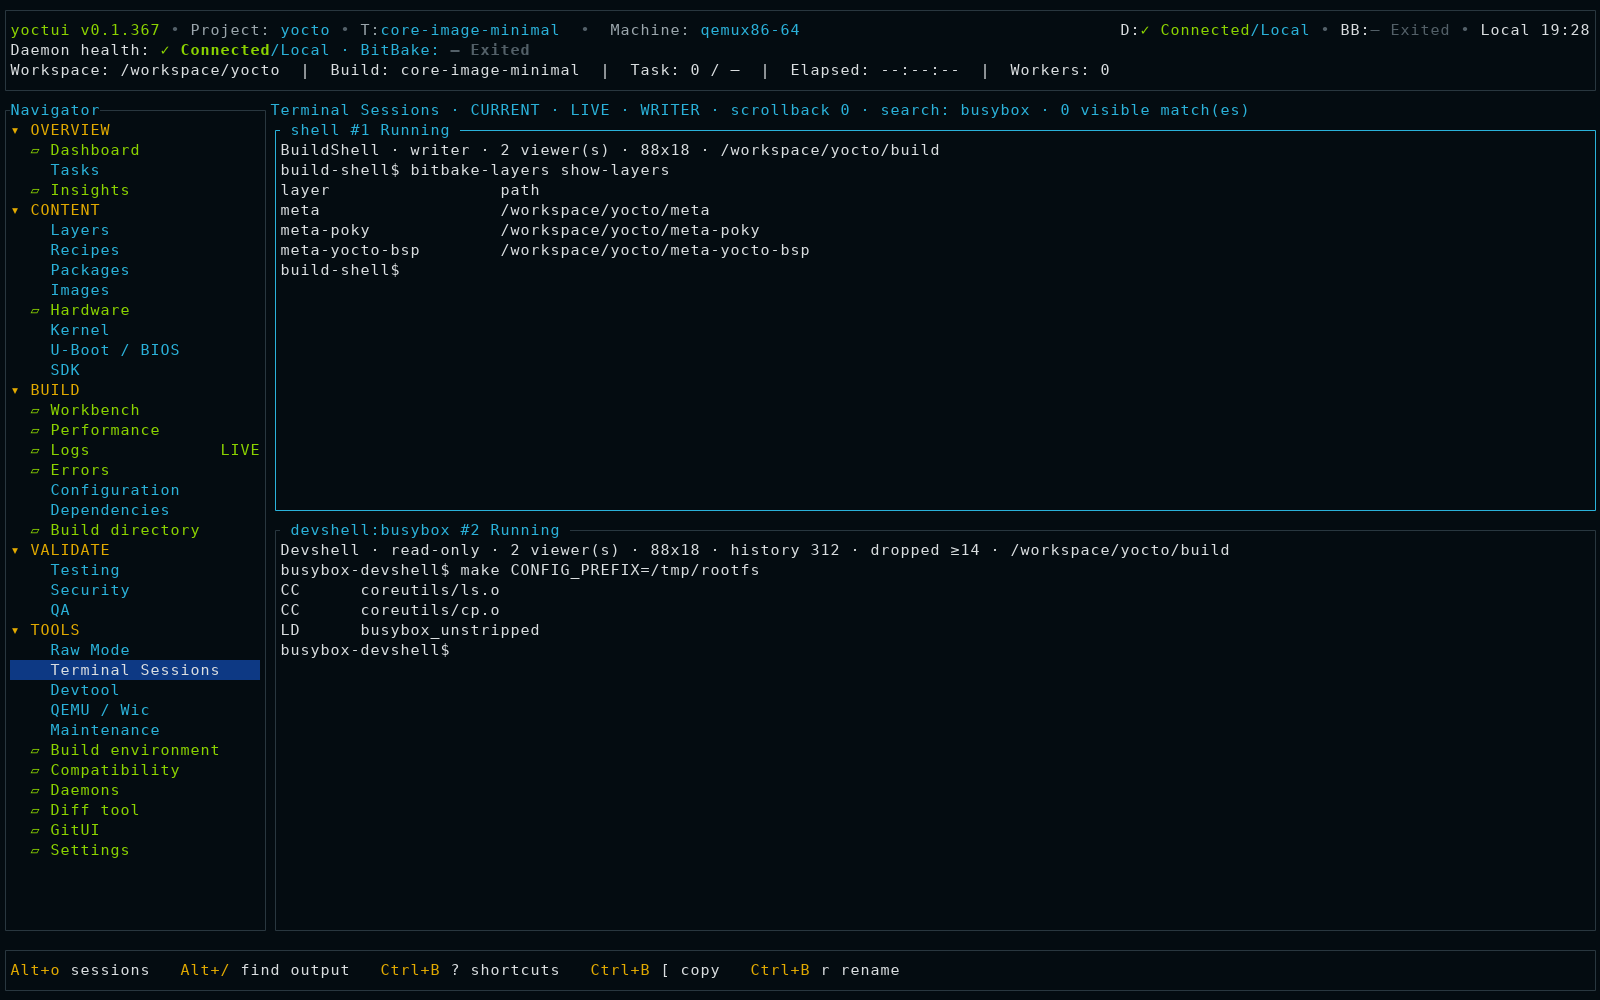 yoctui v0.1.367 • Project: yocto • T:core-image-minimal • Machine: qemux86-64 D:✓ Connected/Local • BB:— Exited • Local 19:28
Daemon health: ✓ Connected/Local · BitBake: — Exited
Workspace: /workspace/yocto | Build: core-image-minimal | Task: 0 / — | Elapsed: --:--:-- | Workers: 0
Navigator
▾ OVERVIEW
▱ Dashboard
Tasks
▱ Insights
▾ CONTENT
Layers
Recipes
Packages
Images
▱ Hardware
Kernel
U-Boot / BIOS
SDK
▾ BUILD
▱ Workbench
▱ Performance
▱ Logs LIVE
▱ Errors
Configuration
Dependencies
▱ Build directory
▾ VALIDATE
Testing
Security
QA
▾ TOOLS
Raw Mode
Terminal Sessions
Devtool
QEMU / Wic
Maintenance
▱ Build environment
▱ Compatibility
▱ Daemons
▱ Diff tool
▱ GitUI
▱ Settings
Terminal Sessions · CURRENT · LIVE · WRITER · scrollback 0 · search: busybox · 0 visible match(es)
shell #1 Running
BuildShell · writer · 2 viewer(s) · 88x18 · /workspace/yocto/build
build-shell$ bitbake-layers show-layers
layer path
meta /workspace/yocto/meta
meta-poky /workspace/yocto/meta-poky
meta-yocto-bsp /workspace/yocto/meta-yocto-bsp
build-shell$
devshell:busybox #2 Running
Devshell · read-only · 2 viewer(s) · 88x18 · history 312 · dropped ≥14 · /workspace/yocto/build
busybox-devshell$ make CONFIG_PREFIX=/tmp/rootfs
CC coreutils/ls.o
CC coreutils/cp.o
LD busybox_unstripped
busybox-devshell$
Alt+o sessions Alt+/ find output Ctrl+B ? shortcuts Ctrl+B [ copy Ctrl+B r rename